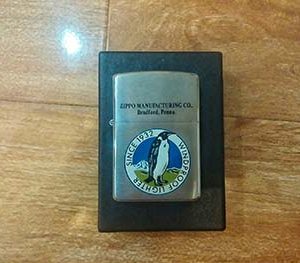 ZIPPO MANUFACTURING CO.,
Bradford, Penna.
SINCE 1932
WINDPROOF LIGHTER